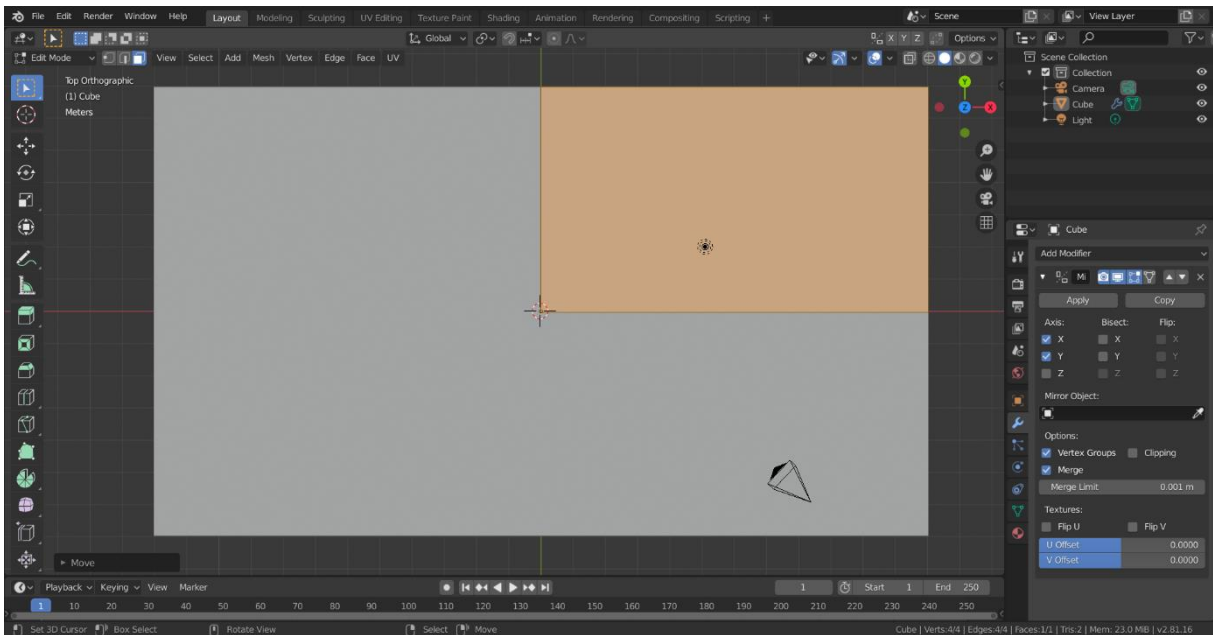 File Edit Render Window Help Layout Modeling Sculpting UV Editing Texture Paint Shading Animation Rendering Compositing Scripting + Scene View Layer
Global X Y Z Options
Edit Mode View Select Add Mesh Vertex Edge Face UV
Top Orthographic
(1) Cube
Meters
Y
Z
X
Move
Scene Collection
Collection
Camera
Cube
Light
Cube
Add Modifier
Mi
Apply Copy
Axis: Bisect: Flip:
X X X
Y Y Y
Z Z Z
Mirror Object:
Options:
Vertex Groups Clipping
Merge
Merge Limit 0.001 m
Textures:
Flip U Flip V
U Offset 0.0000
V Offset 0.0000
Playback Keying View Marker 1 Start 1 End 250
1 10 20 30 40 50 60 70 80 90 100 110 120 130 140 150 160 170 180 190 200 210 220 230 240 250
Set 3D Cursor Box Select Rotate View Select Move Cube | Verts:4/4 | Edges:4/4 | Faces:1/1 | Tris:2 | Mem: 23.0 MiB | v2.81.16